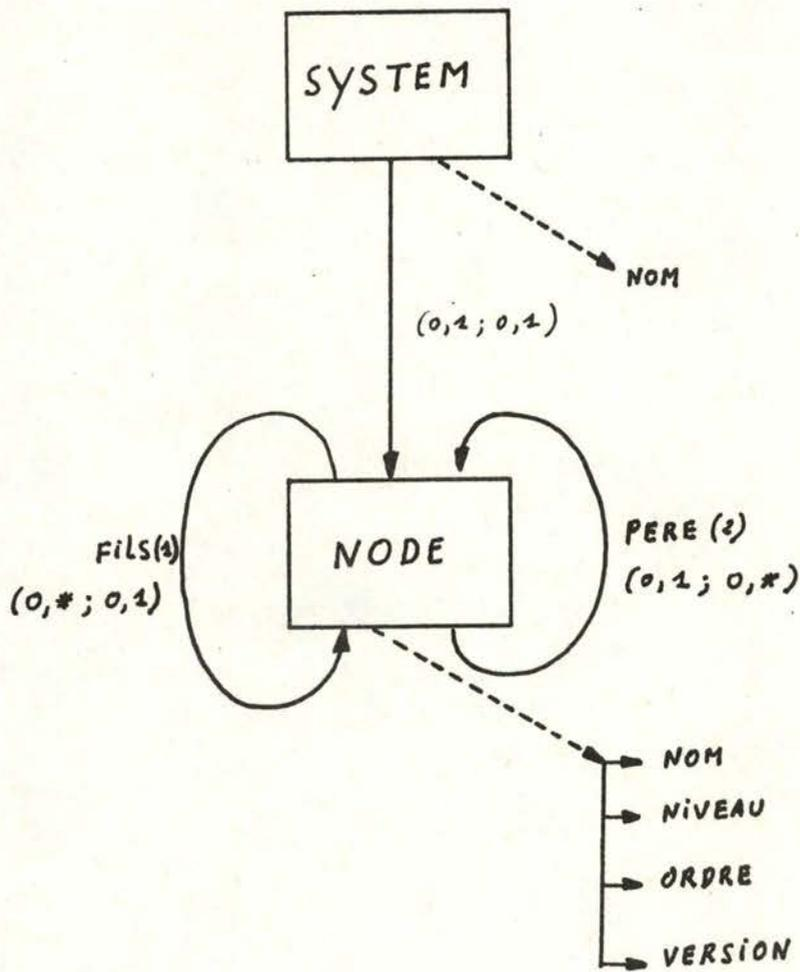 SYSTEM
NOM
(0,1; 0,1)
FiLS(1)
(0,*; 0,1)
NODE
PERE (2)
(0,1; 0,*)
NOM
NiVEAU
ORDRE
VERSiON